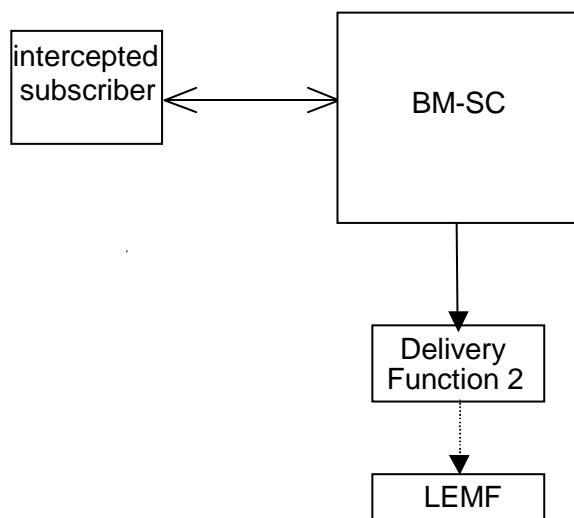 intercepted
subscriber
BM-SC
Delivery
Function 2
LEMF